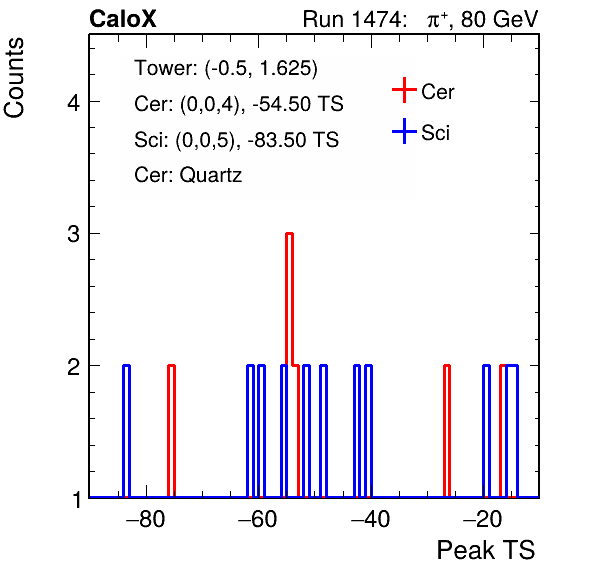 CaloX Run 1474: π⁺, 80 GeV
Counts
Tower: (-0.5, 1.625)
Cer: (0,0,4), -54.50 TS
Sci: (0,0,5), -83.50 TS
Cer: Quartz
Cer
Sci
4
3
2
1
−80 −60 −40 −20
Peak TS